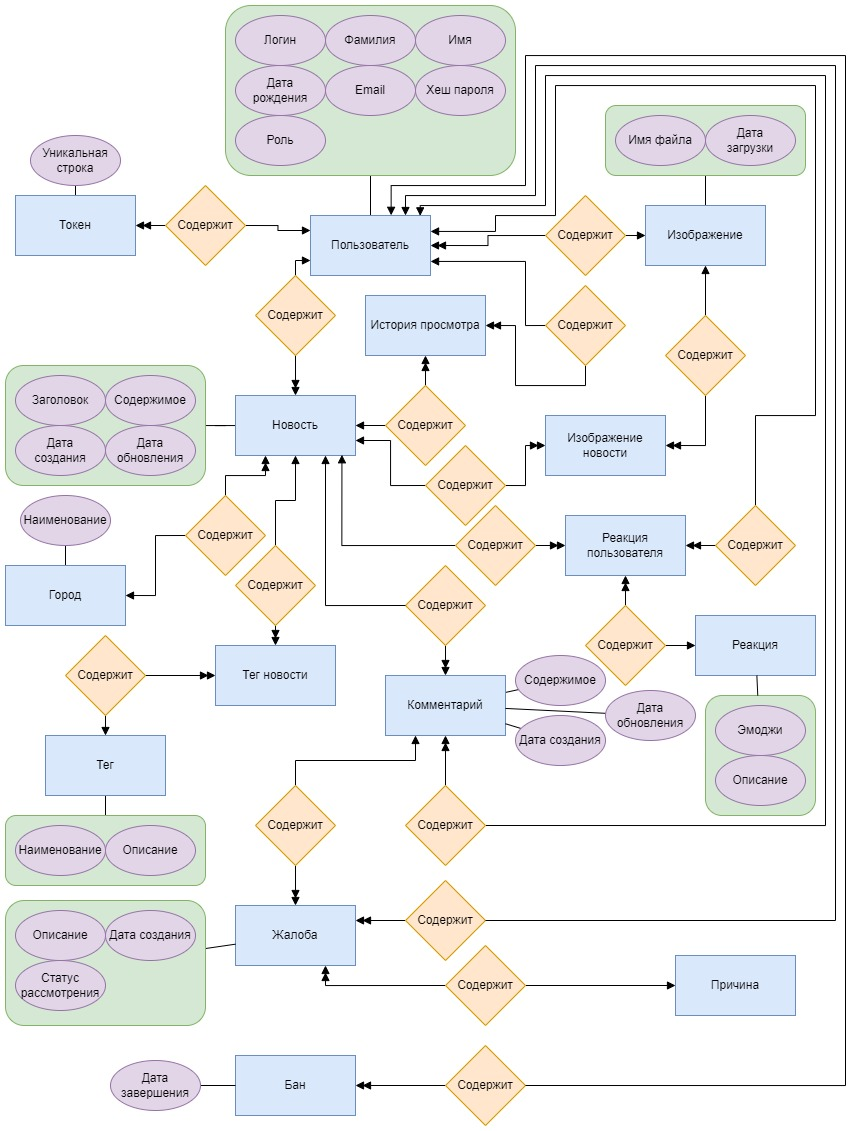 Логин
Фамилия
Имя
Дата
рождения
Email
Хеш пароля
Роль
Имя файла
Дата
загрузки
Уникальная
строка
Токен
Содержит
Пользователь
Содержит
Изображение
Содержит
История просмотра
Содержит
Содержит
Заголовок
Содержимое
Дата
создания
Дата
обновления
Новость
Содержит
Изображение
новости
Содержит
Наименование
Содержит
Содержит
Реакция
пользователя
Содержит
Город
Содержит
Содержит
Содержит
Реакция
Содержит
Тег новости
Содержимое
Комментарий
Дата
обновления
Дата создания
Эмоджи
Описание
Тег
Содержит
Содержит
Наименование
Описание
Описание
Дата создания
Статус
рассмотрения
Жалоба
Содержит
Содержит
Причина
Дата
завершения
Бан
Содержит